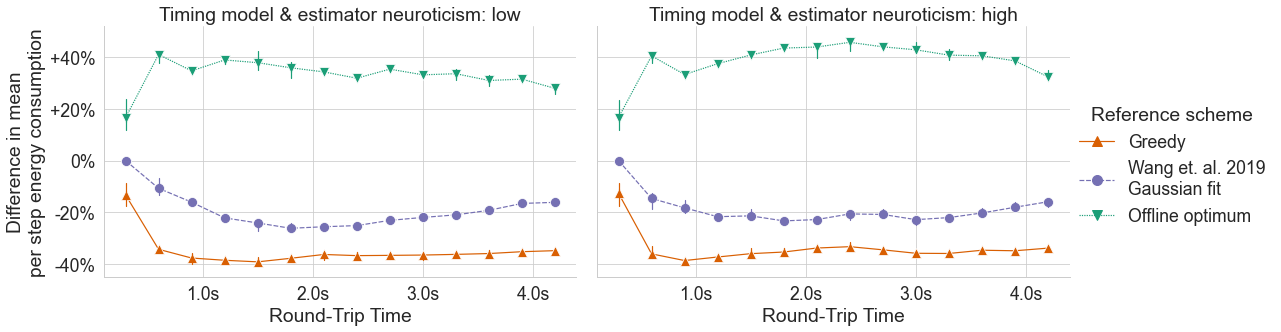 Timing model & estimator neuroticism: low
Timing model & estimator neuroticism: high
Difference in mean
per step energy consumption
+40%
+20%
0%
-20%
-40%
1.0s 2.0s 3.0s 4.0s
1.0s 2.0s 3.0s 4.0s
Round-Trip Time
Round-Trip Time
Reference scheme
Greedy
Wang et. al. 2019
Gaussian fit
Offline optimum